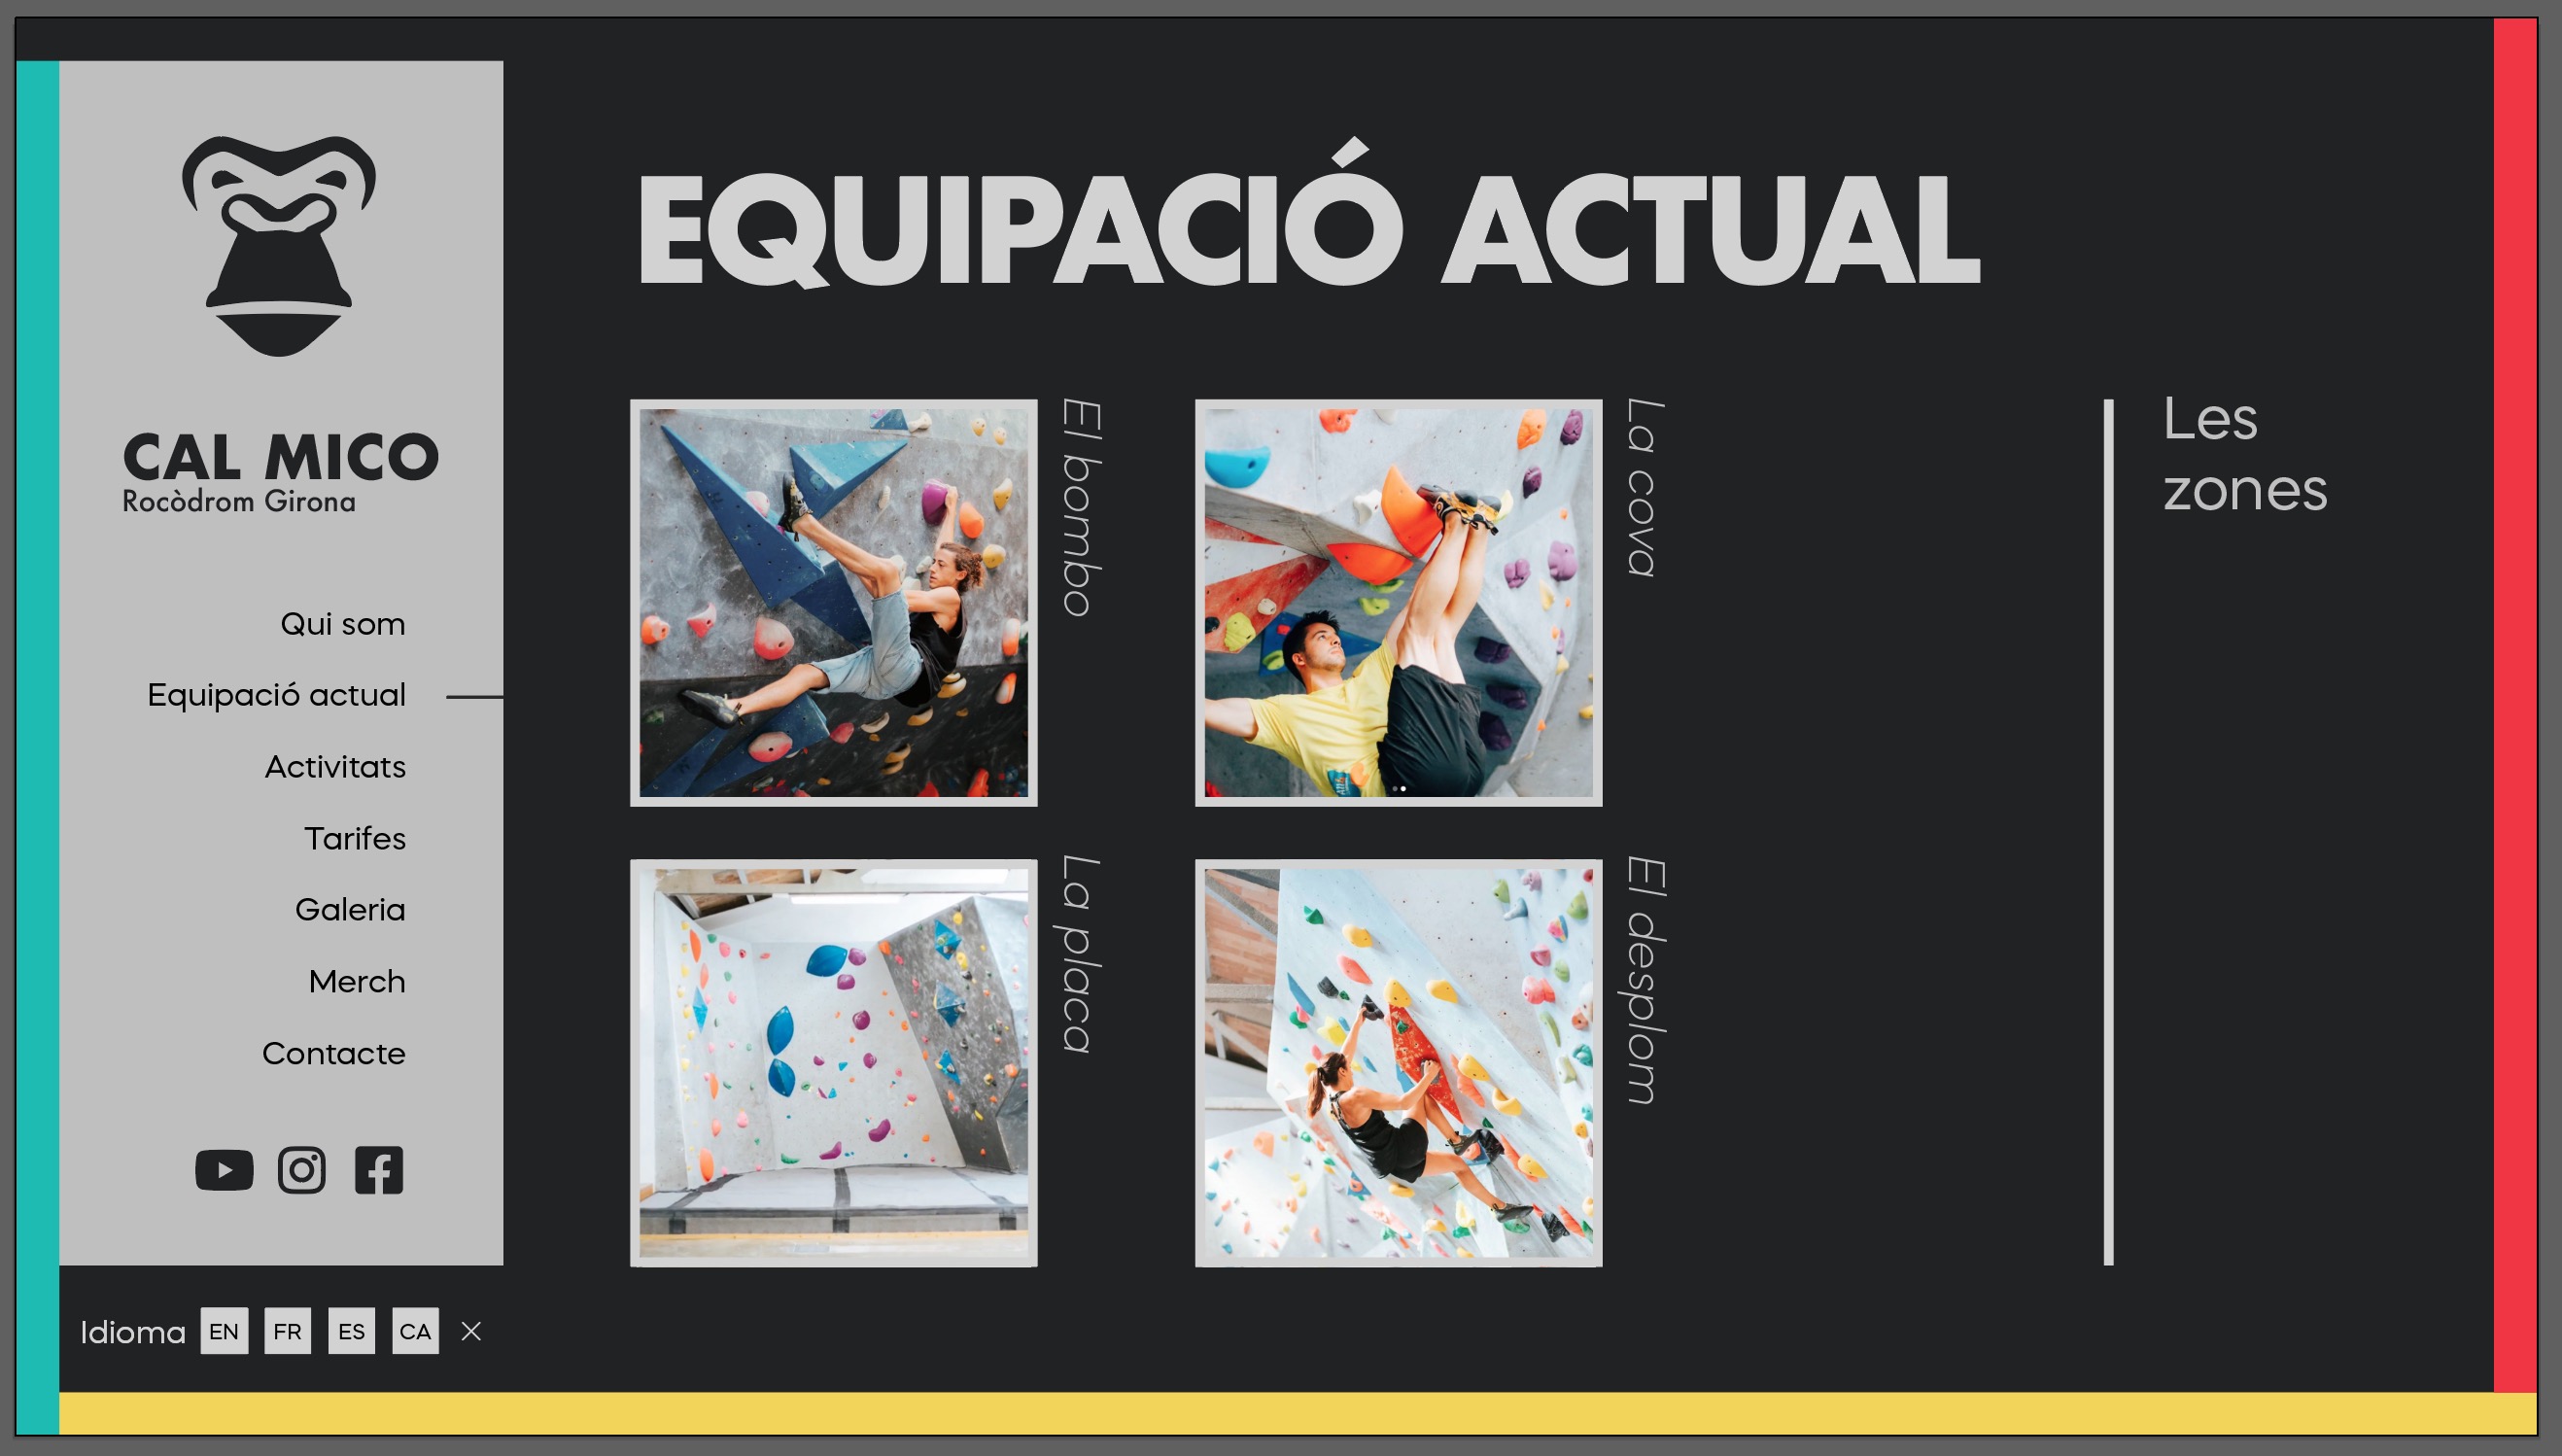 CAL MICO
Rocòdrom Girona
Qui som
Equipació actual
Activitats
Tarifes
Galeria
Merch
Contacte
Idioma EN FR ES CA
EQUIPACIÓ ACTUAL
El bombo
La cova
La placa
El desplom
Les
zones